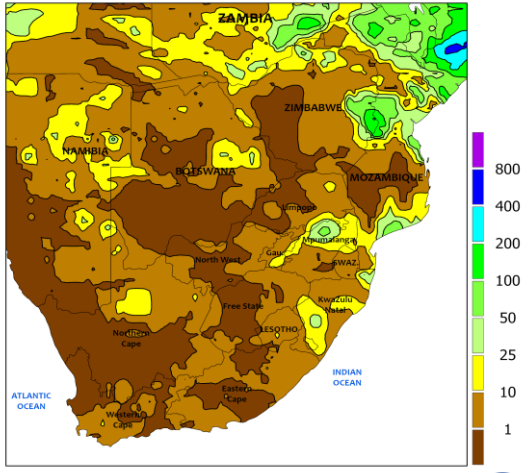 ZAMBIA
ZIMBABWE
NAMIBIA
BOTSWANA
MOZAMBIQUE
Limpopo
Mpumalanga
Gau.
North West
SWAZ.
KwaZulu
Natal
Free State
LESOTHO
Northern
Cape
INDIAN
OCEAN
Eastern
Cape
ATLANTIC
OCEAN
Western
Cape
800
400
200
100
50
25
10
1